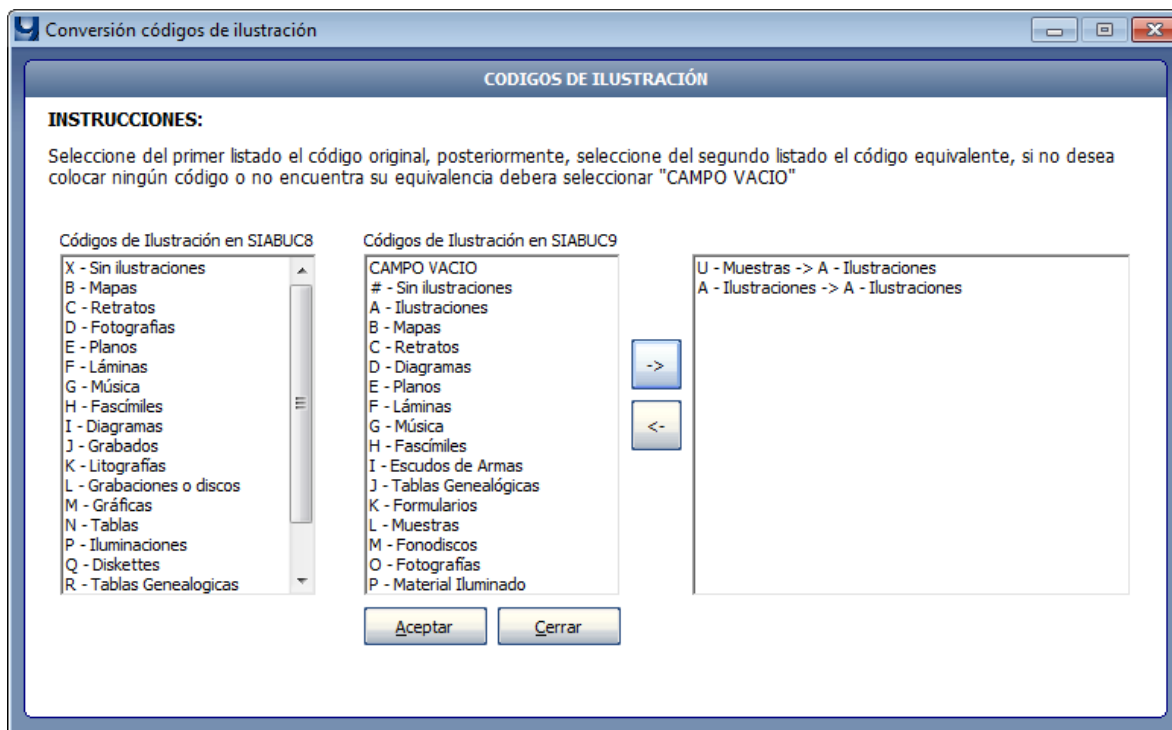 Conversión códigos de ilustración
CODIGOS DE ILUSTRACIÓN
INSTRUCCIONES:
Seleccione del primer listado el código original, posteriormente, seleccione del segundo listado el código equivalente, si no desea
colocar ningún código o no encuentra su equivalencia debera seleccionar "CAMPO VACIO"
Códigos de Ilustración en SIABUC8
X - Sin ilustraciones
B - Mapas
C - Retratos
D - Fotografias
E - Planos
F - Láminas
G - Música
H - Fascímiles
I - Diagramas
J - Grabados
K - Litografías
L - Grabaciones o discos
M - Gráficas
N - Tablas
P - Iluminaciones
Q - Diskettes
R - Tablas Genealogicas
Códigos de Ilustración en SIABUC9
CAMPO VACIO
# - Sin ilustraciones
A - Ilustraciones
B - Mapas
C - Retratos
D - Diagramas
E - Planos
F - Láminas
G - Música
H - Fascímiles
I - Escudos de Armas
J - Tablas Genealógicas
K - Formularios
L - Muestras
M - Fonodiscos
O - Fotografías
P - Material Iluminado
->
<-
U - Muestras -> A - Ilustraciones
A - Ilustraciones -> A - Ilustraciones
Aceptar
Cerrar